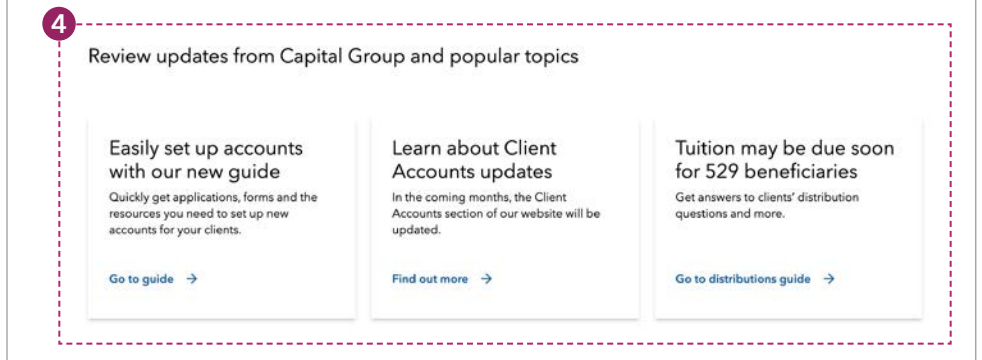 4
Review updates from Capital Group and popular topics
Easily set up accounts
with our new guide
Quickly get applications, forms and the
resources you need to set up new
accounts for your clients.
Go to guide →
Learn about Client
Accounts updates
In the coming months, the Client
Accounts section of our website will be
updated.
Find out more →
Tuition may be due soon
for 529 beneficiaries
Get answers to clients' distribution
questions and more.
Go to distributions guide →